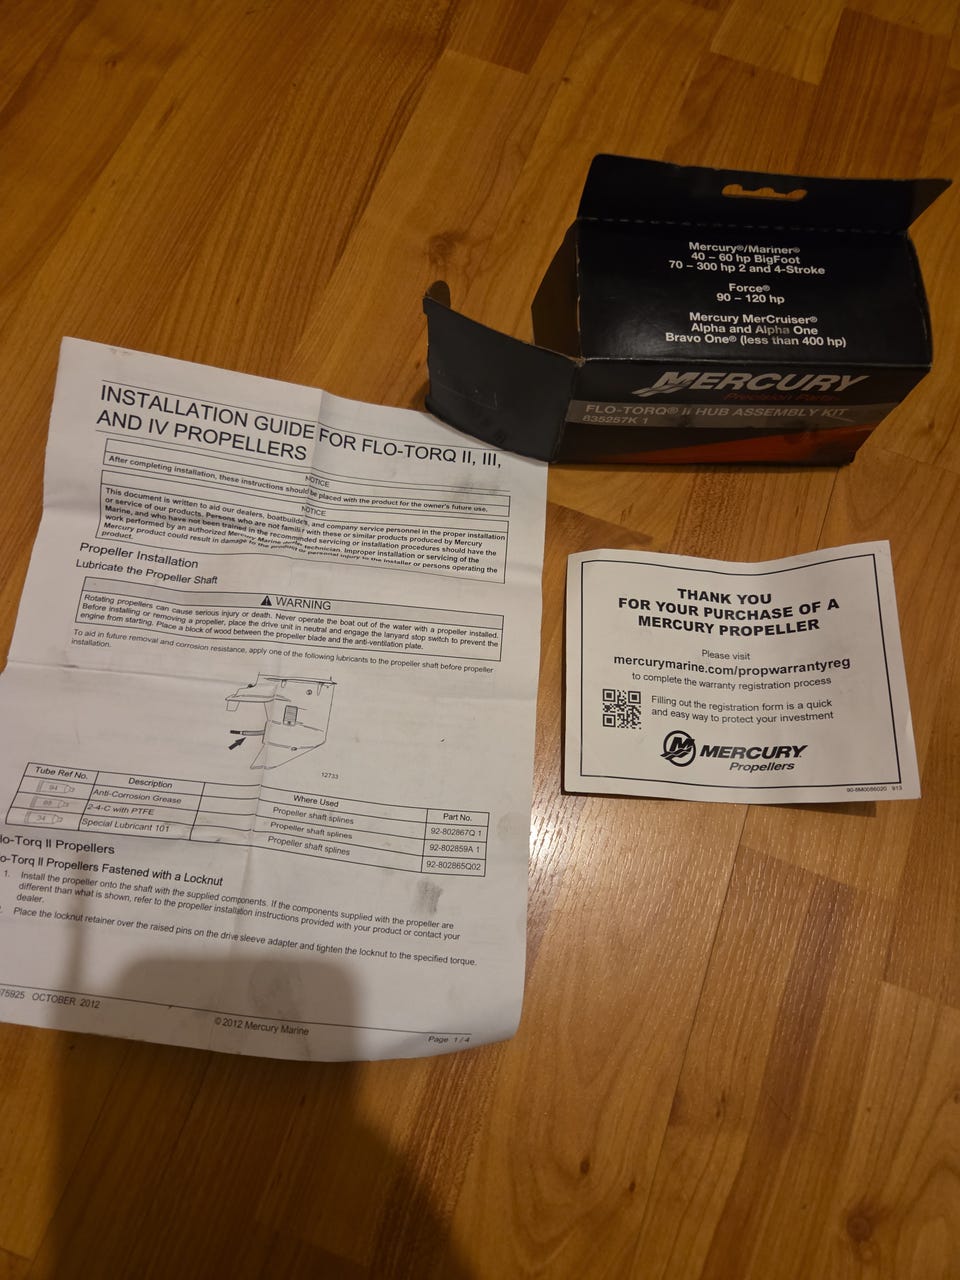 Mercury®/Mariner®
40 – 60 hp BigFoot
70 – 300 hp 2 and 4-Stroke
Force®
90 – 120 hp
Mercury MerCruiser®
Alpha and Alpha One
Bravo One® (less than 400 hp)
MERCURY
Precision Parts
FLO-TORQ® II HUB ASSEMBLY KIT
835257K 1
INSTALLATION GUIDE FOR FLO-TORQ II, III,
AND IV PROPELLERS
NOTICE
After completing installation, these instructions should be placed with the product for the owner's future use.
NOTICE
This document is written to aid our dealers, boatbuilders, and company service personnel in the proper installation
or service of our products. Persons who are not familiar with these or similar products produced by Mercury
Marine, and who have not been trained in the recommended servicing or installation procedures should have the
work performed by an authorized Mercury Marine dealer technician. Improper installation or servicing of the
Mercury product could result in damage to the product or personal injury to the installer or persons operating the
product.
Propeller Installation
Lubricate the Propeller Shaft
WARNING
Rotating propellers can cause serious injury or death. Never operate the boat out of the water with a propeller installed.
Before installing or removing a propeller, place the drive unit in neutral and engage the lanyard stop switch to prevent the
engine from starting. Place a block of wood between the propeller blade and the anti-ventilation plate.
To aid in future removal and corrosion resistance, apply one of the following lubricants to the propeller shaft before propeller
installation.
12733
Tube Ref No. Description Where Used Part No.
94 Anti-Corrosion Grease Propeller shaft splines 92-802867Q 1
95 2-4-C with PTFE Propeller shaft splines 92-802859A 1
34 Special Lubricant 101 Propeller shaft splines 92-802865Q02
lo-Torq II Propellers
o-Torq II Propellers Fastened with a Locknut
1. Install the propeller onto the shaft with the supplied components. If the components supplied with the propeller are
different than what is shown, refer to the propeller installation instructions provided with your product or contact your
dealer.
Place the locknut retainer over the raised pins on the drive sleeve adapter and tighten the locknut to the specified torque.
75925 OCTOBER 2012
© 2012 Mercury Marine
Page 1 / 4
THANK YOU
FOR YOUR PURCHASE OF A
MERCURY PROPELLER
Please visit
mercurymarine.com/propwarrantyreg
to complete the warranty registration process
Filling out the registration form is a quick
and easy way to protect your investment
MERCURY
Propellers
90-8M0086020 913